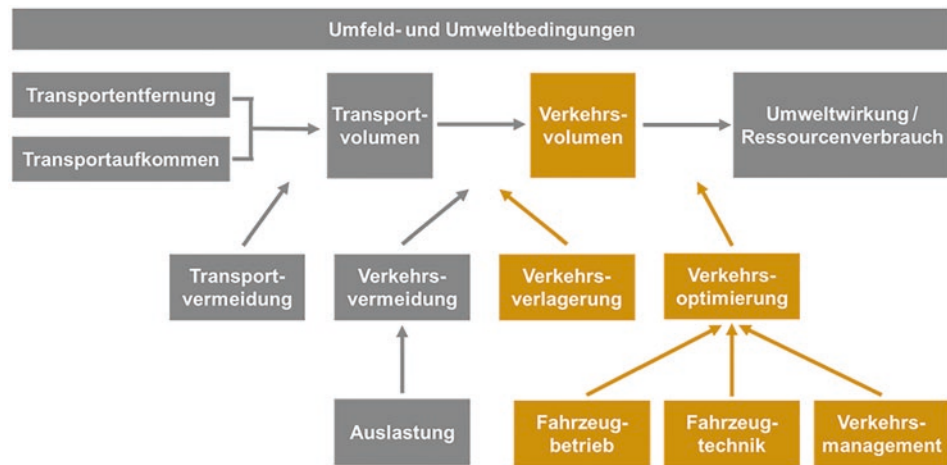 Umfeld- und Umweltbedingungen
Transportentfernung
Transportaufkommen
Transport-
volumen
Verkehrs-
volumen
Umweltwirkung /
Ressourcenverbrauch
Transport-
vermeidung
Verkehrs-
vermeidung
Verkehrs-
verlagerung
Verkehrs-
optimierung
Auslastung
Fahrzeug-
betrieb
Fahrzeug-
technik
Verkehrs-
management